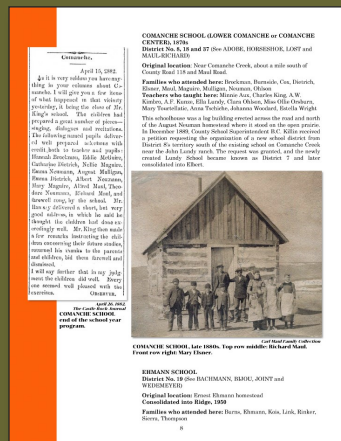 Comanche.
April 15, 1882.
As it is very seldom you have any-
thing in your columns about Co-
manche. I will give you a few items
of what happened in that vicinity
yesterday, it being the close of Mr.
King's school. The children had
prepared a great number of pieces—
singing, dialogues and recitations.
The following named pupils deliver-
ed well prepared
credit both to teacher and pupils:
Hannah Brockman, Eddie McGuire,
Catharine Dietrich, Nellie Maguire,
Emma Neumann, August Mulligan,
Emma Dietrich, Albert Neumann,
Mary Maguire, Alfred Maul, Theo-
dore Neumann, Richard Maul, and
farewell song, by the school. Mr.
delivered a short, but very
good address, in which he said he
thought the children had done ex-
ceedingly well. Mr. King then made
a few remarks instructing the chil-
dren concerning their future studies,
returned his thanks to the parents
and children, bid them farewell and
dismissed.
I will say further that in my judg-
ment the children did well. Every
one seemed well pleased with the
exercises. OBSERVER.
April 26, 1882,
The Castle Rock Journal
COMANCHE SCHOOL
end of the school year
program.
COMANCHE SCHOOL (LOWER COMANCHE or COMANCHE
CENTER), 1870s
District No. 8, 18 and 37 (See ADOBE, HORSESHOE, LOST and
MAUL-RICHARD)
Original location: Near Comanche Creek, about a mile south of
County Road 118 and Maul Road.
Families who attended here: Brockman, Burnside, Cox, Dietrich,
Elsner, Maul, Maguire, Mulligan, Neuman, Ohlson
Teachers who taught here: Minnie Aux, Charles King, A.W.
Kimbro, A.F. Kunze, Ella Landy, Clara Ohlsen, Miss Ollie Omburn,
Mary Tourtellatte, Anna Tschirhe, Johanna Woodard, Estella Wright
This schoolhouse was a log building erected across the road and north
of the August Neuman homestead where it stood on the open prairie.
In December 1889, County School Superintendent B.C. Killin received
a petition requesting the organization of a new school district from
District 8's territory south of the existing school on Comanche Creek
near the John Lundy ranch. The request was granted, and the newly
created Lundy School became known as District 7 and later
consolidated into Elbert.
Carl Maul Family Collection
COMANCHE SCHOOL, late 1880s. Top row middle: Richard Maul.
Front row right: Mary Elsner.
EHMANN SCHOOL
District No. 19 (See BACHMANN, BIJOU, JOINT and
WEDEMEYER)
Original location: Ernest Ehmann homestead
Consolidated into Ridge, 1950
Families who attended here: Burns, Ehmann, Kois, Link, Rinker,
Sierra, Thompson
8